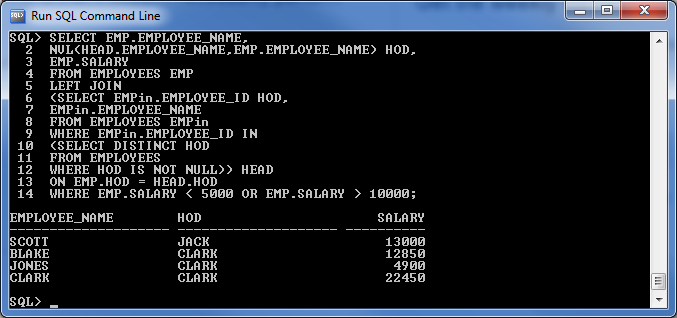 Run SQL Command Line
SQL> SELECT EMP.EMPLOYEE_NAME,
2 NVL(HEAD.EMPLOYEE_NAME,EMP.EMPLOYEE_NAME) HOD,
3 EMP.SALARY
4 FROM EMPLOYEES EMP
5 LEFT JOIN
6 (SELECT EMPin.EMPLOYEE_ID HOD,
7 EMPin.EMPLOYEE_NAME
8 FROM EMPLOYEES EMPin
9 WHERE EMPin.EMPLOYEE_ID IN
10 (SELECT DISTINCT HOD
11 FROM EMPLOYEES
12 WHERE HOD IS NOT NULL)) HEAD
13 ON EMP.HOD = HEAD.HOD
14 WHERE EMP.SALARY < 5000 OR EMP.SALARY > 10000;
EMPLOYEE_NAME HOD SALARY
SCOTT JACK 13000
BLAKE CLARK 12850
JONES CLARK 4900
CLARK CLARK 22450
SQL> _